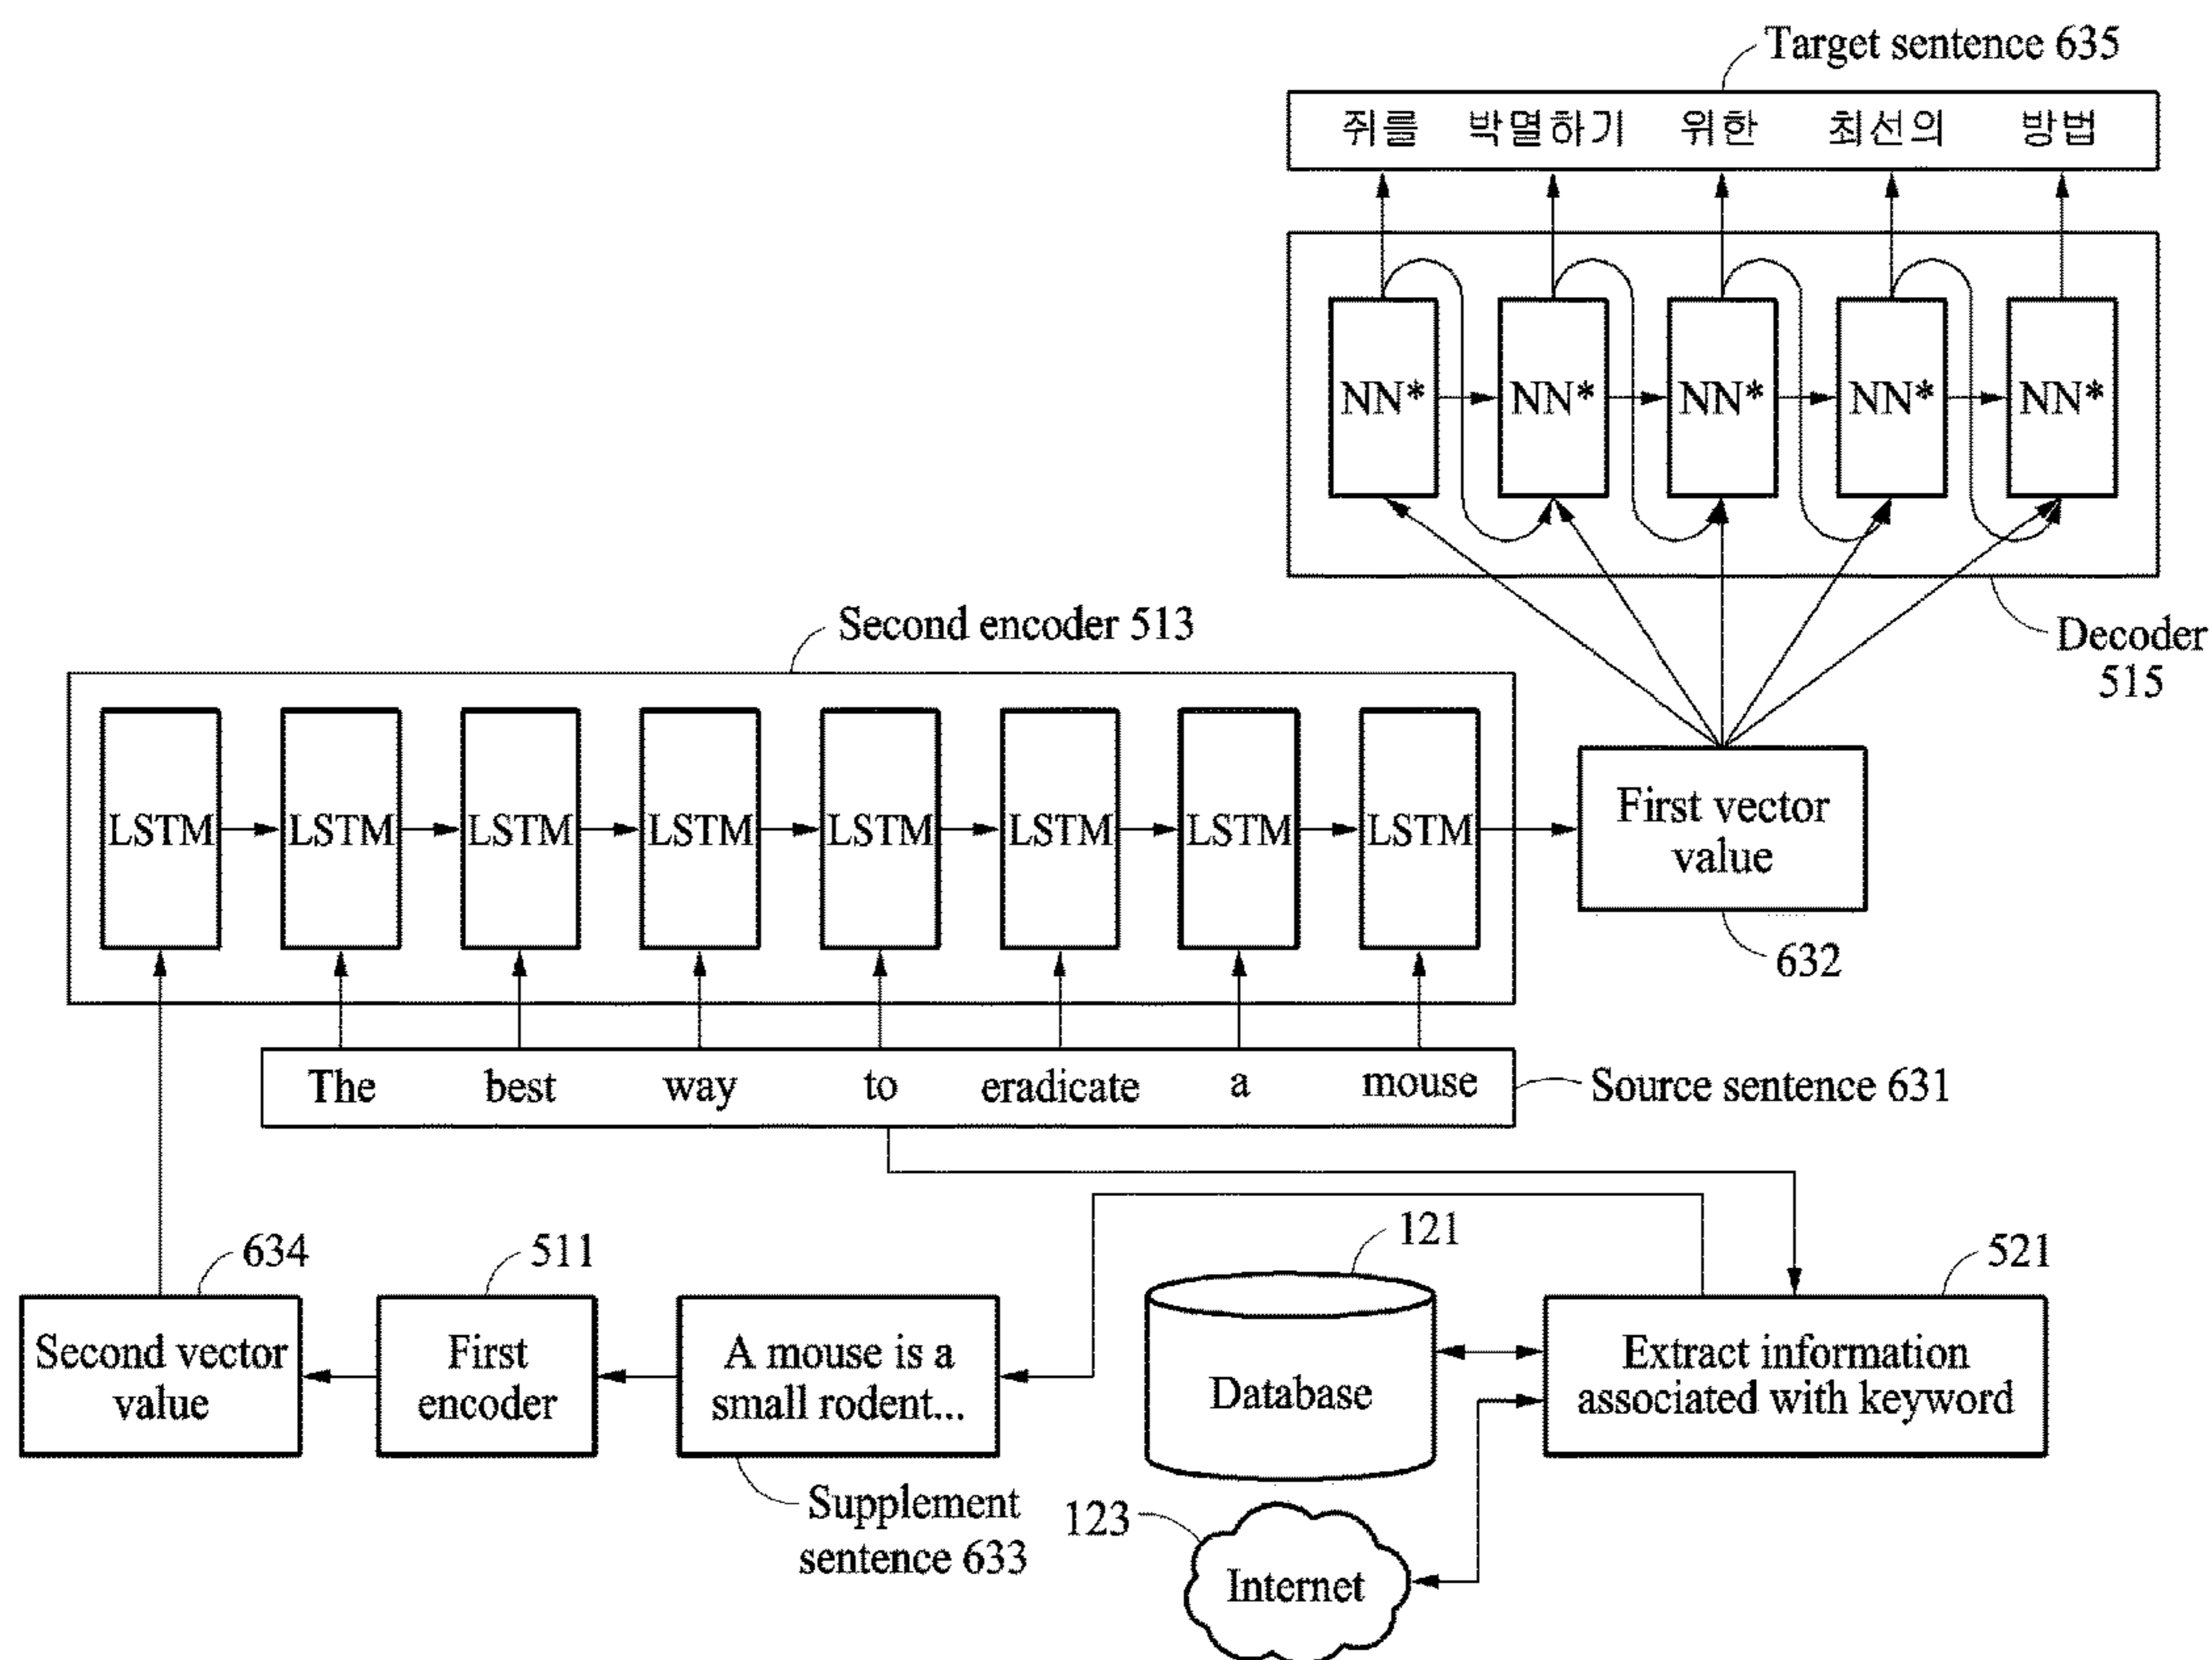 Target sentence 635
쥐를 박멸하기 위한 최선의 방법
NN* NN* NN* NN* NN*
Decoder
515
Second encoder 513
LSTM LSTM LSTM LSTM LSTM LSTM LSTM LSTM
First vector
value
632
The best way to eradicate a mouse
Source sentence 631
634
Second vector
value
511
First
encoder
A mouse is a
small rodent...
Supplement
sentence 633
121
Database
123
Internet
521
Extract information
associated with keyword